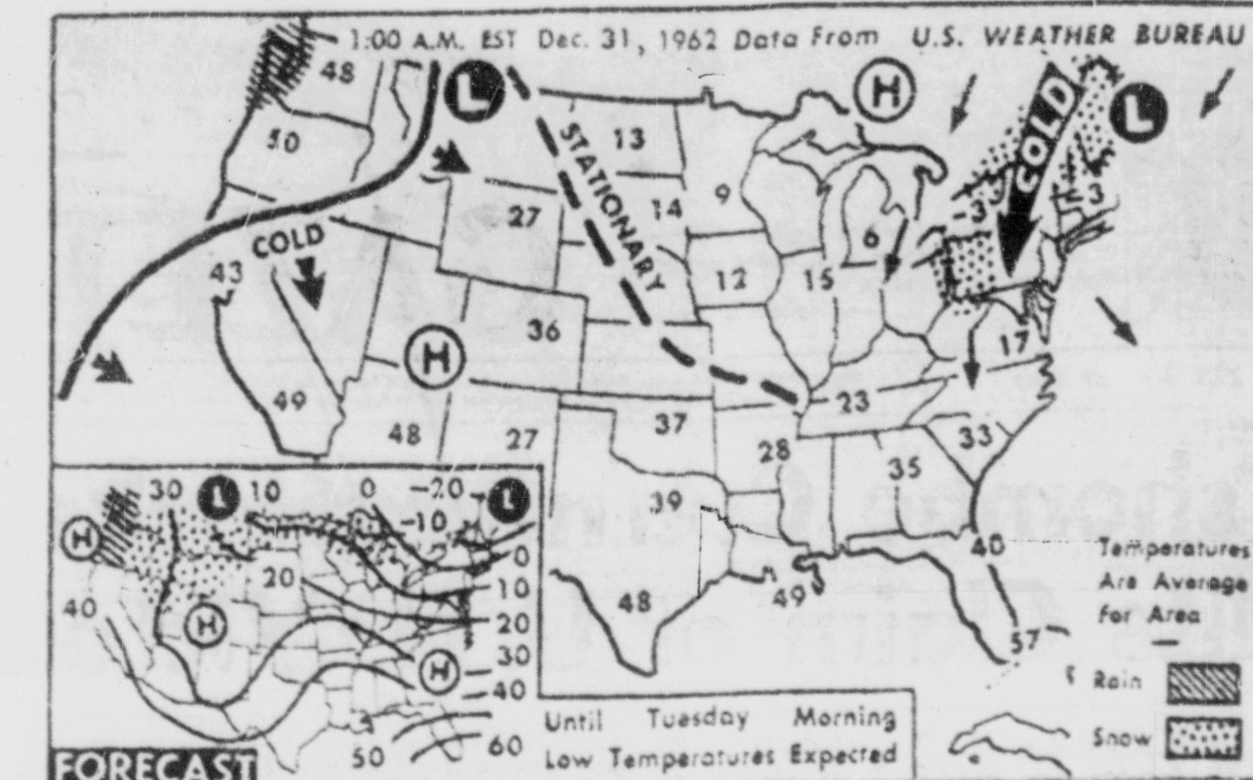 1:00 A.M. EST Dec. 31, 1962 Data From U.S. WEATHER BUREAU
48
L
H
COLD
L
50
STATIONARY
13
27
14
9
-3
-3
COLD
6
43
12
15
36
H
17
49
23
48
27
37
28
33
35
39
40
48
49
57
Temperatures
Are Average
For Area
Rain
Snow
30 L 10 0 -20 L
-10
H
0
20
10
40
20
H
30
H
40
50
60
Until Tuesday Morning
Low Temperatures Expected
FORECAST